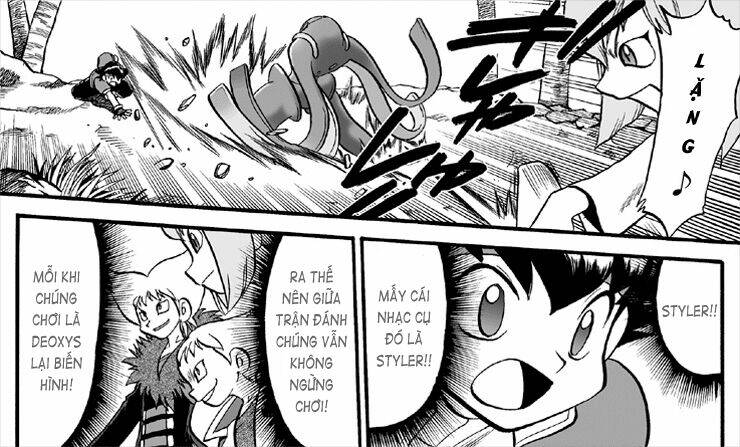 LẶNG♪
STYLER!!
MẤY CÁI
NHẠC CỤ
ĐÓ LÀ
STYLER!!
RA THẾ
NÊN GIỮA
TRẬN ĐÁNH
CHÚNG VẪN
KHÔNG
NGỪNG
CHƠI!
MỖI KHI
CHÚNG
CHƠI LÀ
DEOXYS
LẠI BIẾN
HÌNH!